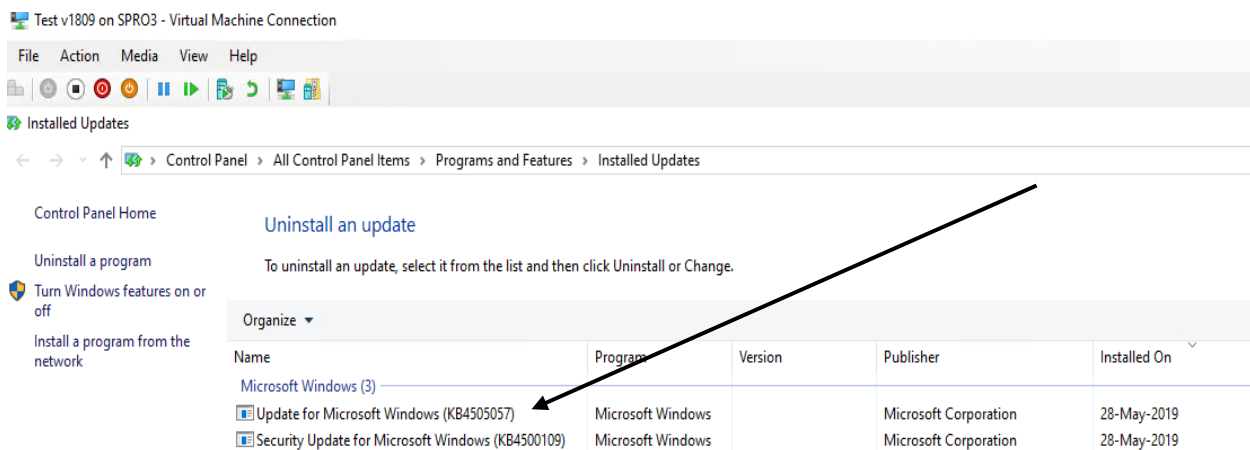 Test v1809 on SPRO3 - Virtual Machine Connection
File Action Media View Help
Installed Updates
Control Panel > All Control Panel Items > Programs and Features > Installed Updates
Control Panel Home
Uninstall a program
Turn Windows features on or
off
Install a program from the
network
Uninstall an update
To uninstall an update, select it from the list and then click Uninstall or Change.
Organize
Name Program Version Publisher Installed On
Microsoft Windows (3)
Update for Microsoft Windows (KB4505057) Microsoft Windows Microsoft Corporation 28-May-2019
Security Update for Microsoft Windows (KB4500109) Microsoft Windows Microsoft Corporation 28-May-2019